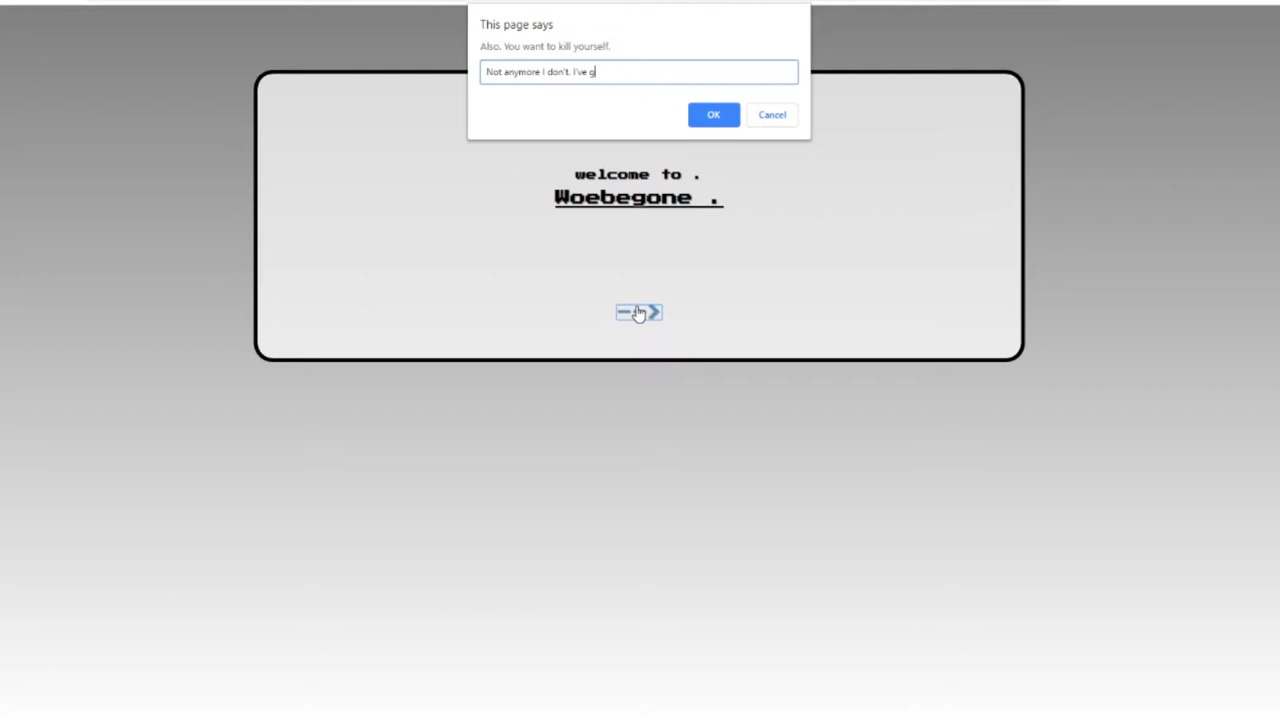 This page says
Also. You want to kill yourself.
Not anymore I don't. I've g
OK
Cancel
welcome to .
Woebegone .